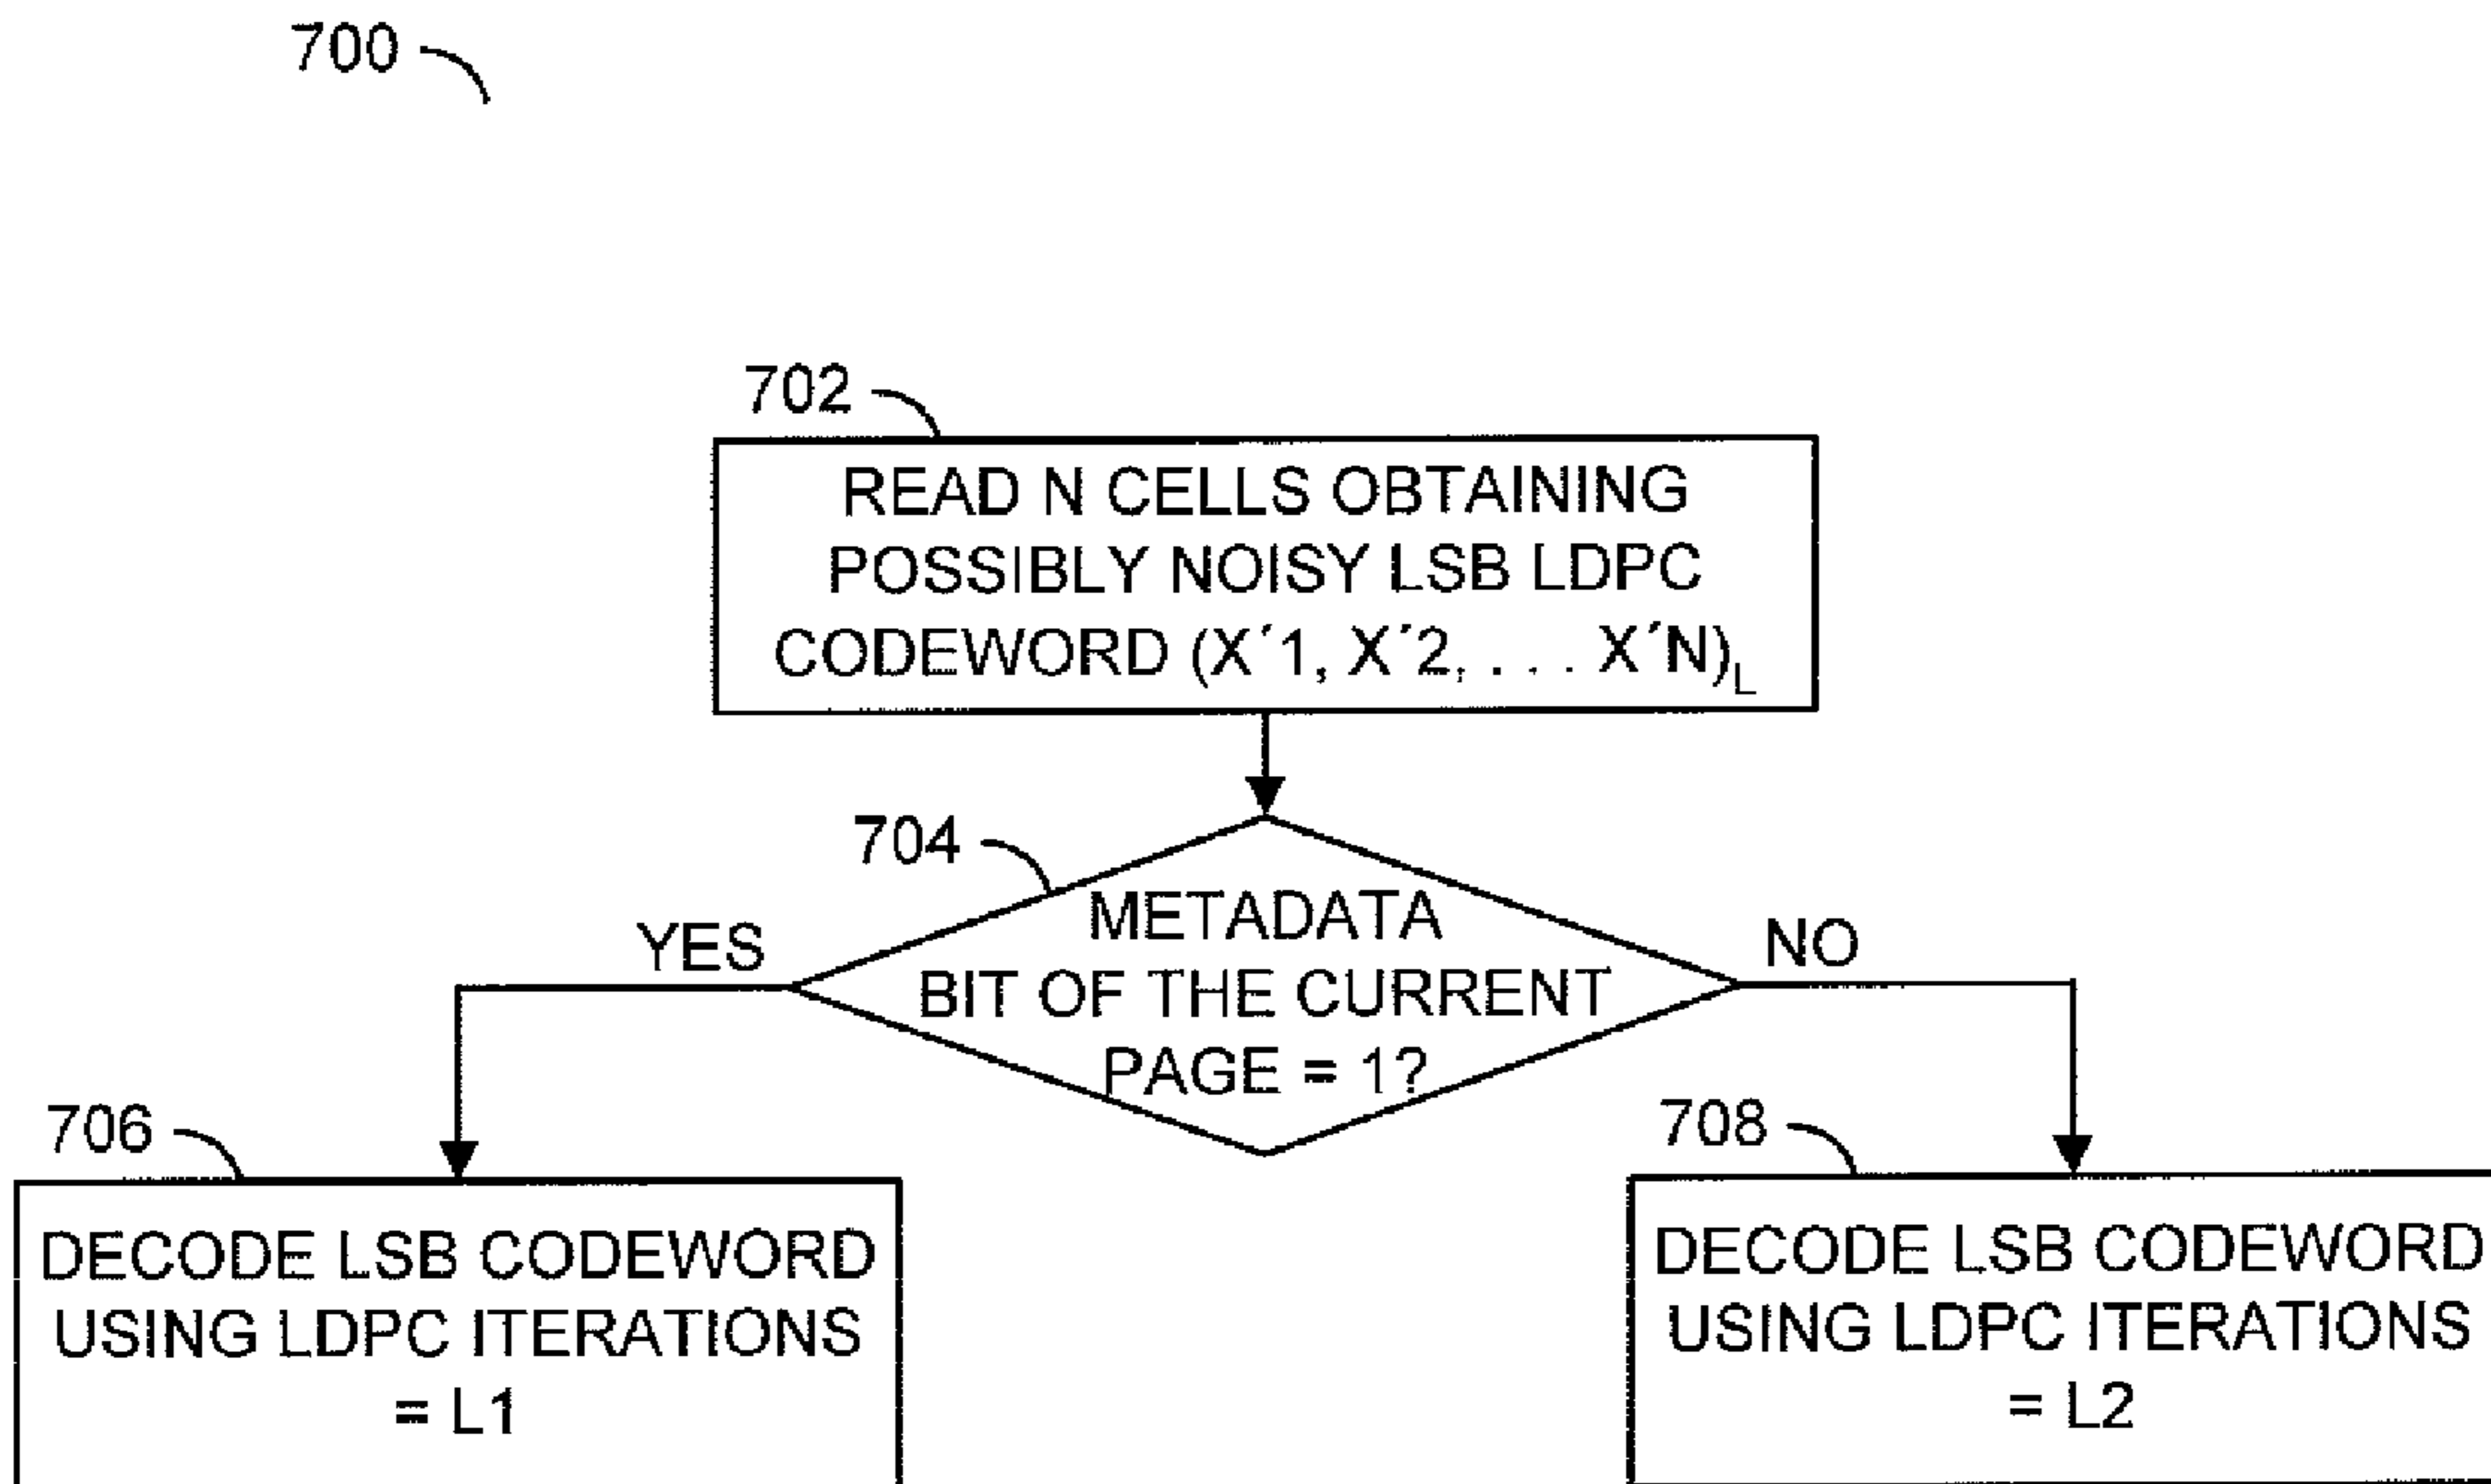 700
702
READ N CELLS OBTAINING
POSSIBLY NOISY LSB LDPC
CODEWORD (X´1, X´2, . . . X´N)L
704
METADATA
BIT OF THE CURRENT
PAGE = 1?
YES
NO
706
DECODE LSB CODEWORD
USING LDPC ITERATIONS
= L1
708
DECODE LSB CODEWORD
USING LDPC ITERATIONS
= L2